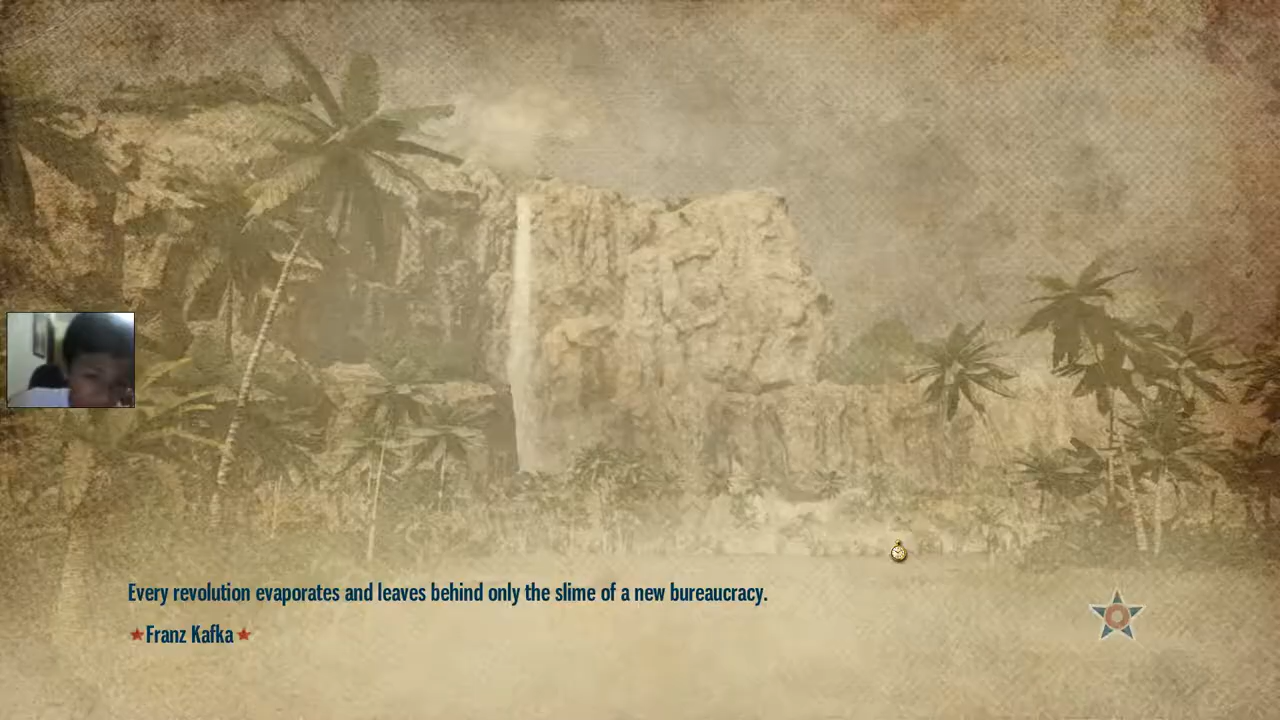 Every revolution evaporates and leaves behind only the slime of a new bureaucracy.
Franz Kafka